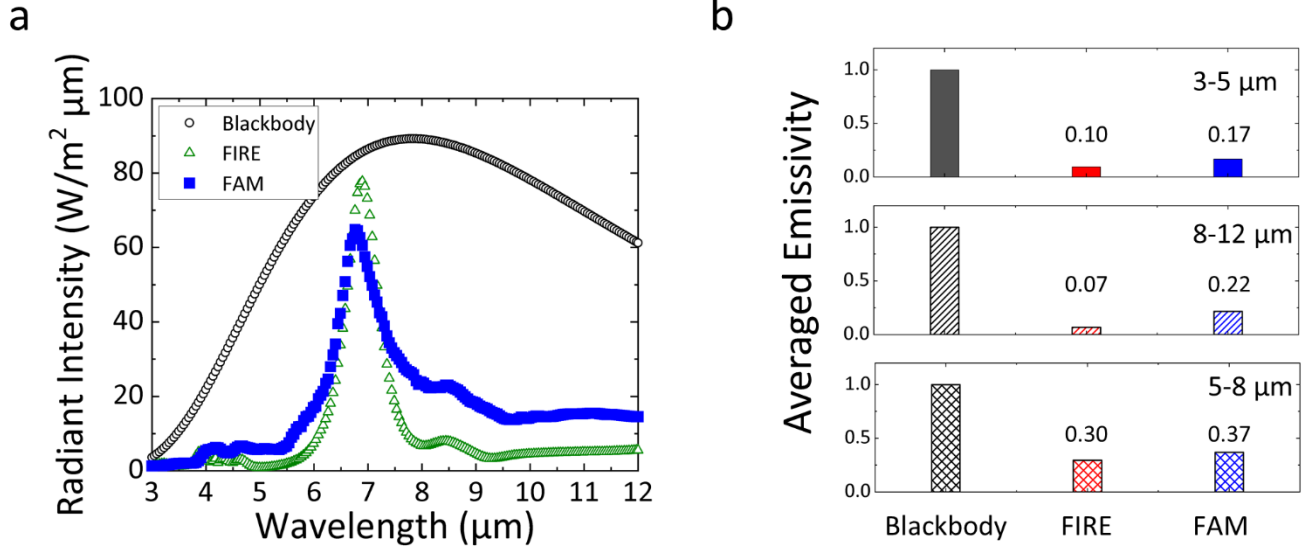 a
Radiant Intensity (W/m² µm)
100
80
60
40
20
0
Blackbody
FIRE
FAM
3 4 5 6 7 8 9 10 11 12
Wavelength (µm)
b
Averaged Emissivity
1.0
0.5
0.0
3-5 µm
0.10
0.17
1.0
0.5
0.0
8-12 µm
0.07
0.22
1.0
0.5
0.0
5-8 µm
0.30
0.37
Blackbody FIRE FAM